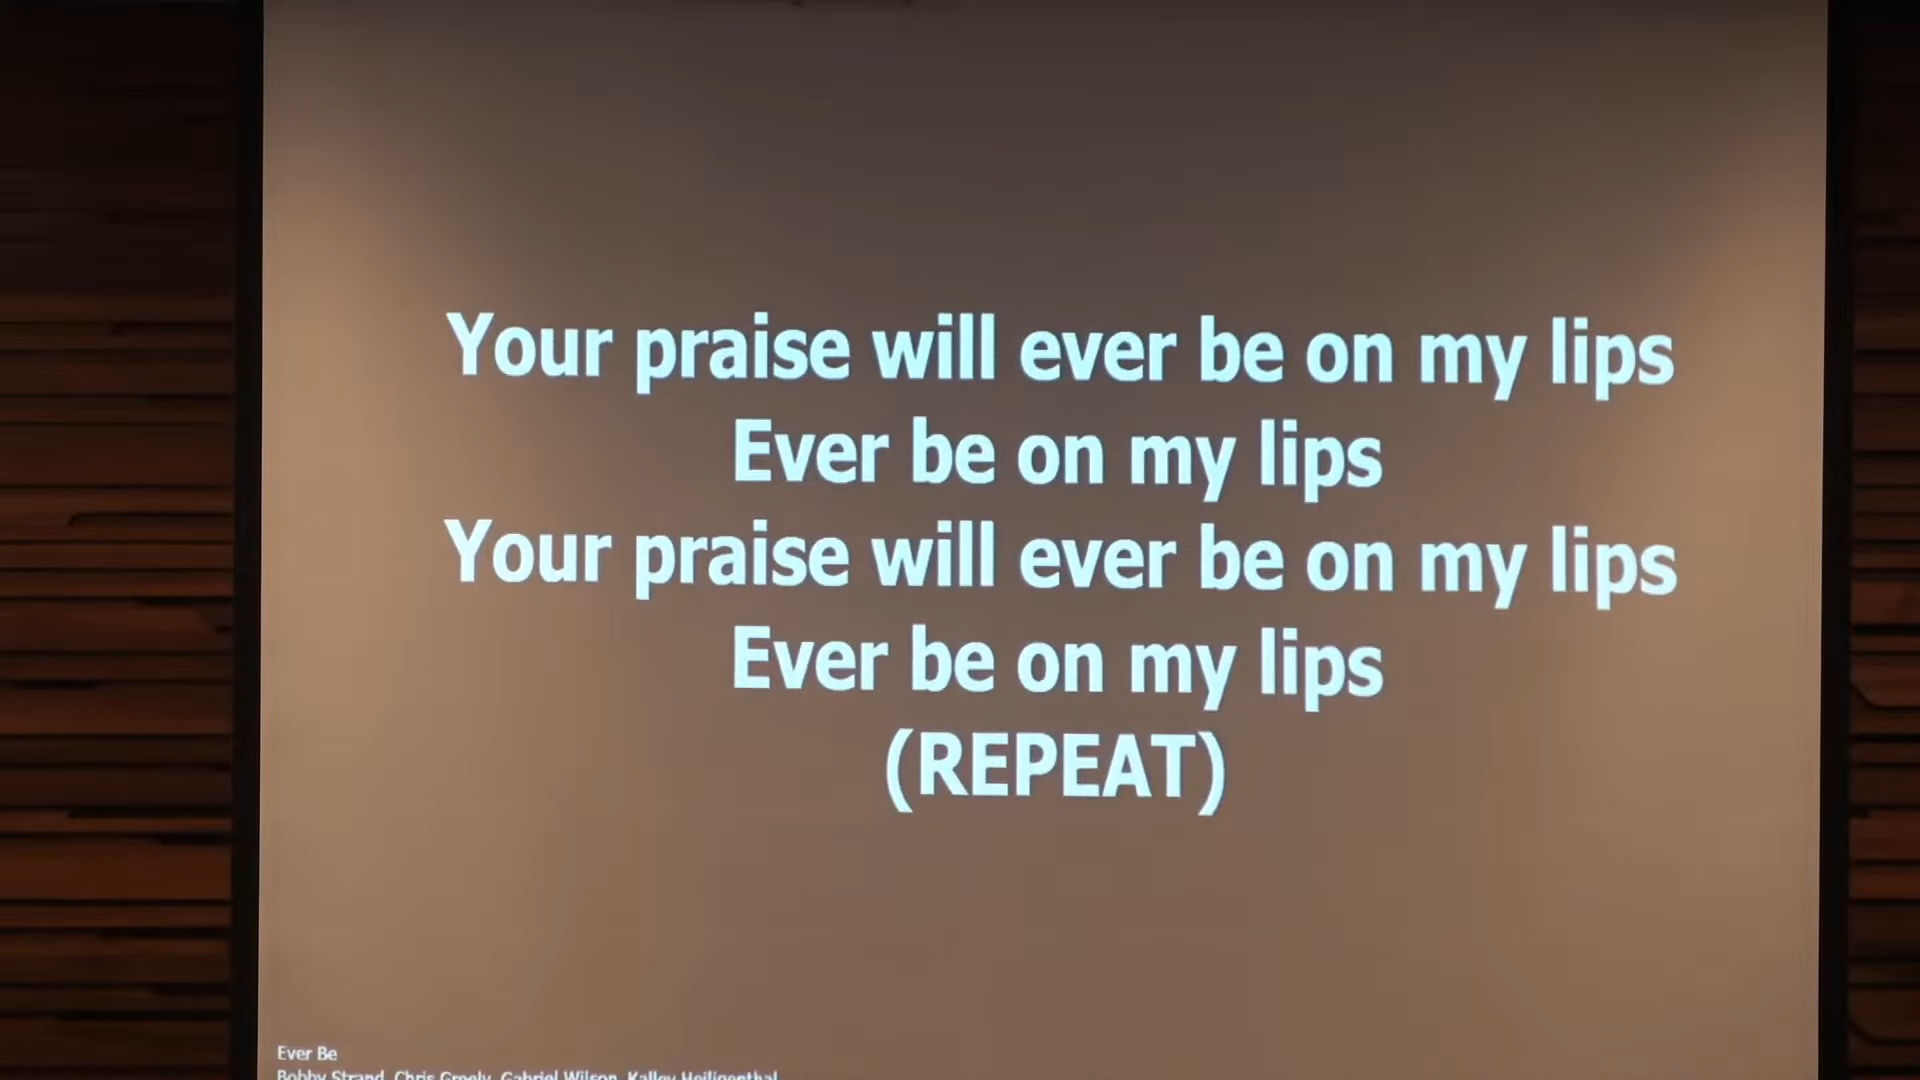 Your praise will ever be on my lips
Ever be on my lips
Your praise will ever be on my lips
Ever be on my lips
(REPEAT)
Ever Be
Bobby Strand, Chris Greely, Gabriel Wilson, Kalley Heiligenthal